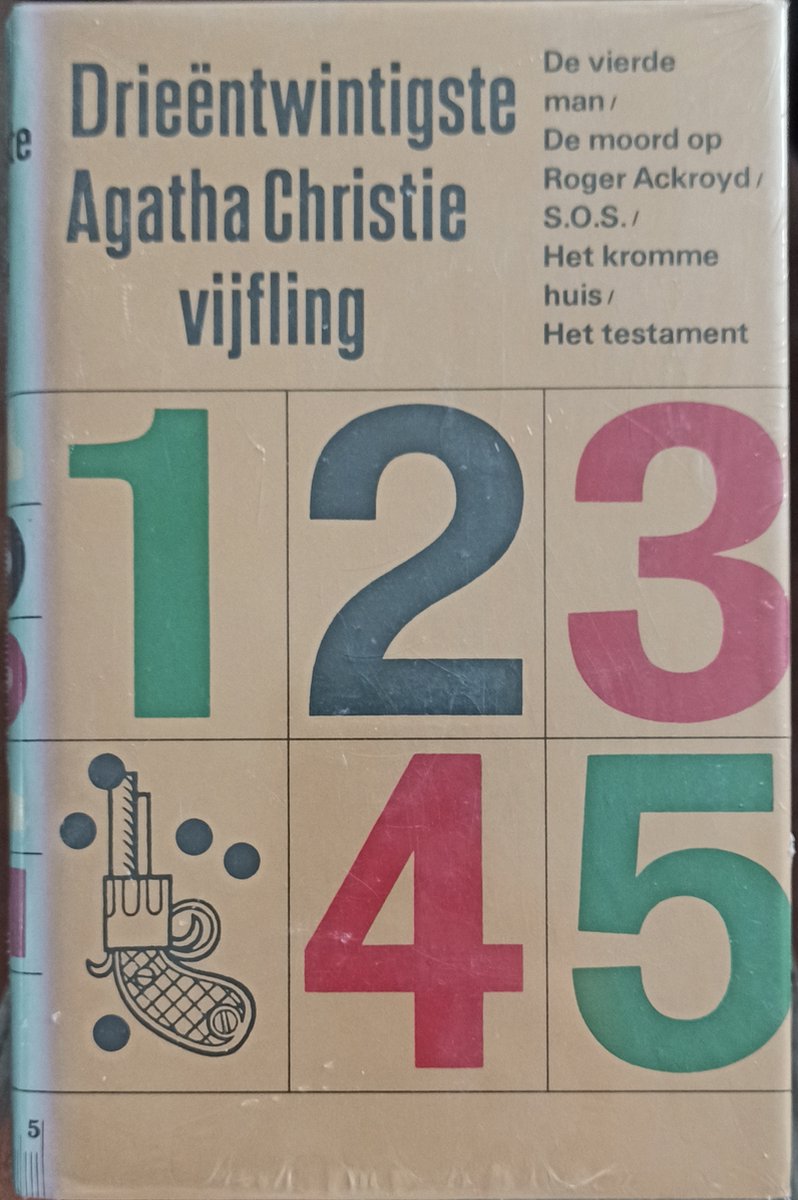 Drieëntwintigste
Agatha Christie
vijfling
De vierde
man /
De moord op
Roger Ackroyd /
S.O.S. /
Het kromme
huis /
Het testament
1 2 3
4 5
5